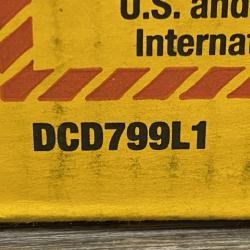 U.S. and
Internat
DCD799L1